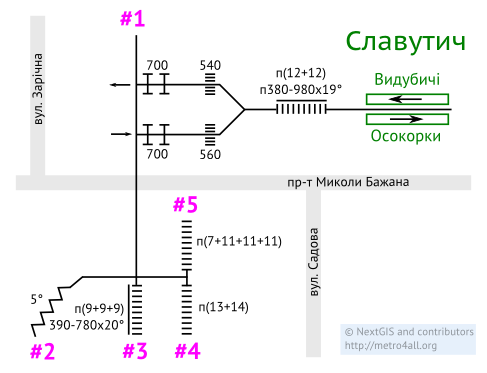 #1
Славутич
вул. Зарічна
700
540
п(12+12)
п380-980x19°
Видубичі
Осокорки
700
560
пр-т Миколи Бажана
#5
п(7+11+11+11)
вул. Садова
5°
п(9+9+9)
390-780x20°
п(13+14)
#2
#3
#4
© NextGIS and contributors
http://metro4all.org